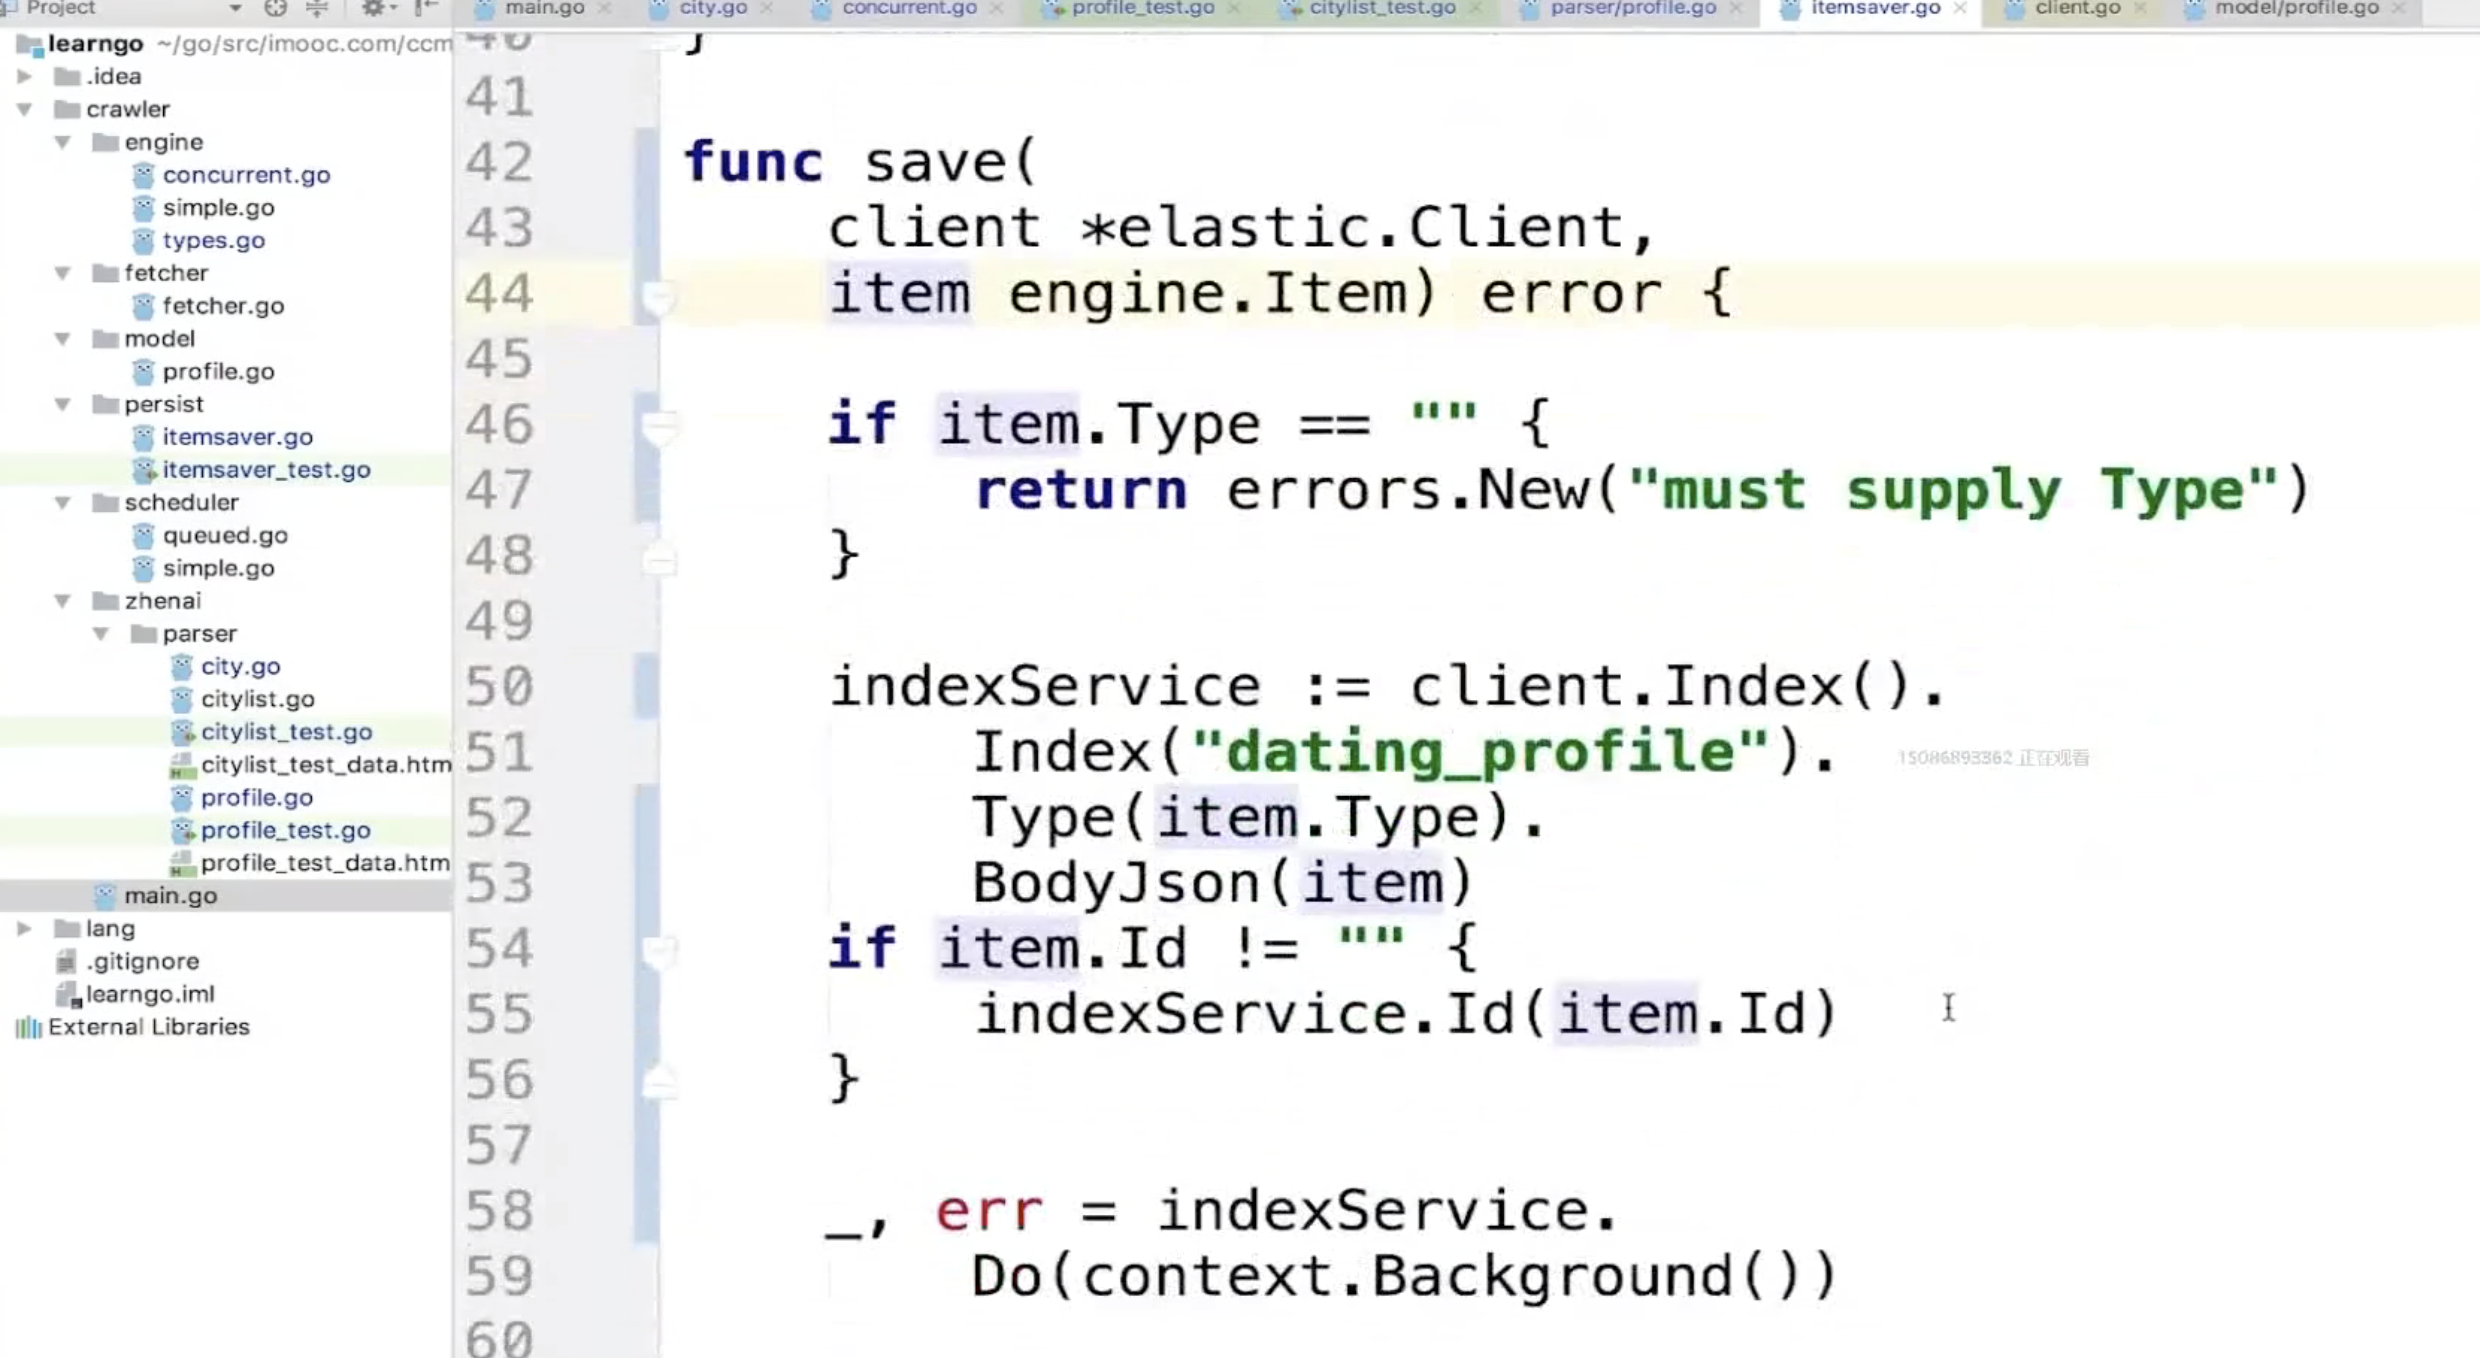 Project
main.go
city.go
concurrent.go
profile_test.go
citylist_test.go
parser/profile.go
itemsaver.go
client.go
model/profile.go
learngo ~/go/src/imooc.com/ccm
.idea
crawler
engine
concurrent.go
simple.go
types.go
fetcher
fetcher.go
model
profile.go
persist
itemsaver.go
itemsaver_test.go
scheduler
queued.go
simple.go
zhenai
parser
city.go
citylist.go
citylist_test.go
citylist_test_data.htm
profile.go
profile_test.go
profile_test_data.htm
main.go
lang
.gitignore
learngo.iml
External Libraries
40 }
41
42 func save(
43 client *elastic.Client,
44 item engine.Item) error {
45
46 if item.Type == "" {
47 return errors.New("must supply Type")
48 }
49
50 indexService := client.Index().
51 Index("dating_profile").
52 Type(item.Type).
53 BodyJson(item)
54 if item.Id != "" {
55 indexService.Id(item.Id)
56 }
57
58 _, err = indexService.
59 Do(context.Background())
60
15086893362 正在观看